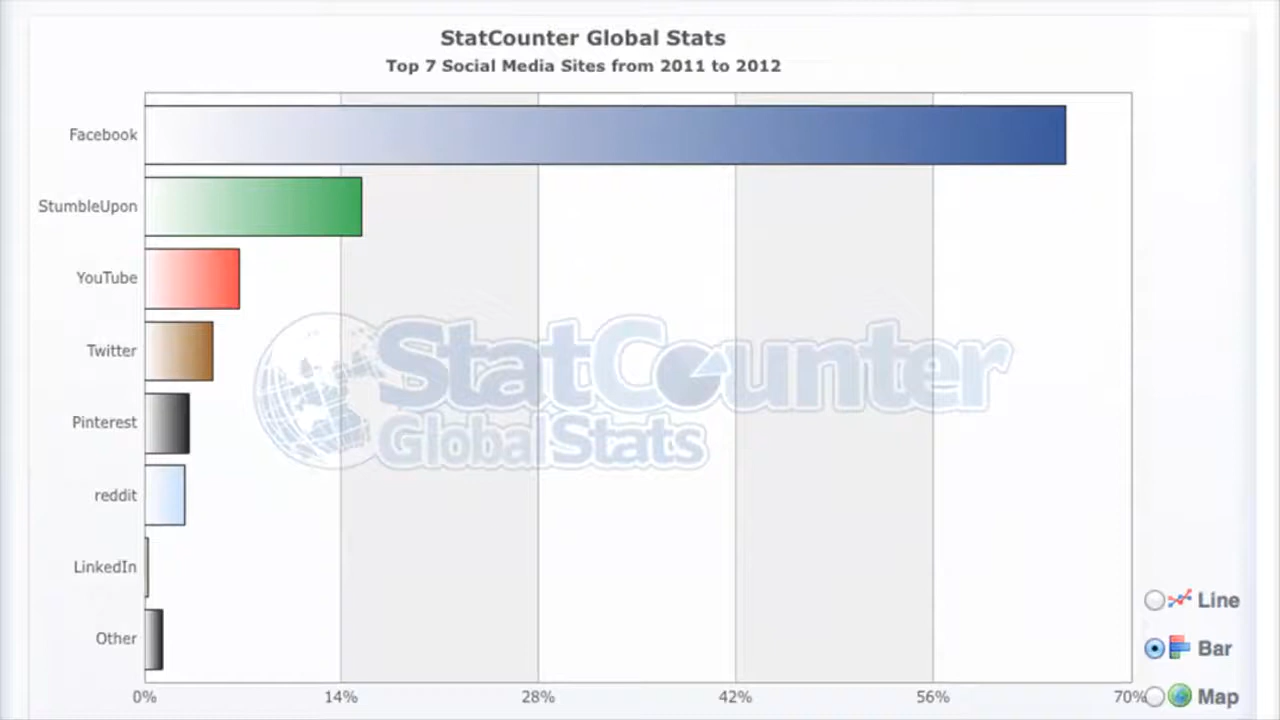 StatCounter Global Stats
Top 7 Social Media Sites from 2011 to 2012
Facebook
StumbleUpon
YouTube
Twitter
Pinterest
reddit
LinkedIn
Other
StatCounter
GlobalStats
0% 14% 28% 42% 56% 70%
Line
Bar
Map